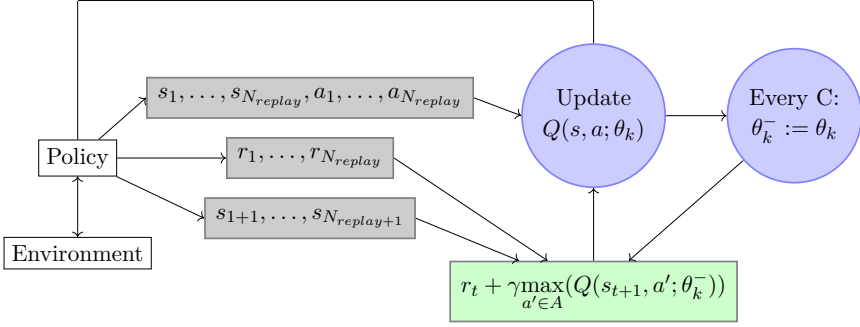 s_1, …, s_{N_{replay}}, a_1, …, a_{N_{replay}}
Update
Q(s, a; θ_k)
Every C:
θ_k^− := θ_k
Policy
r_1, …, r_{N_{replay}}
s_{1+1}, …, s_{N_{replay+1}}
Environment
r_t + γ max_{a′∈A}(Q(s_{t+1}, a′; θ_k^−))